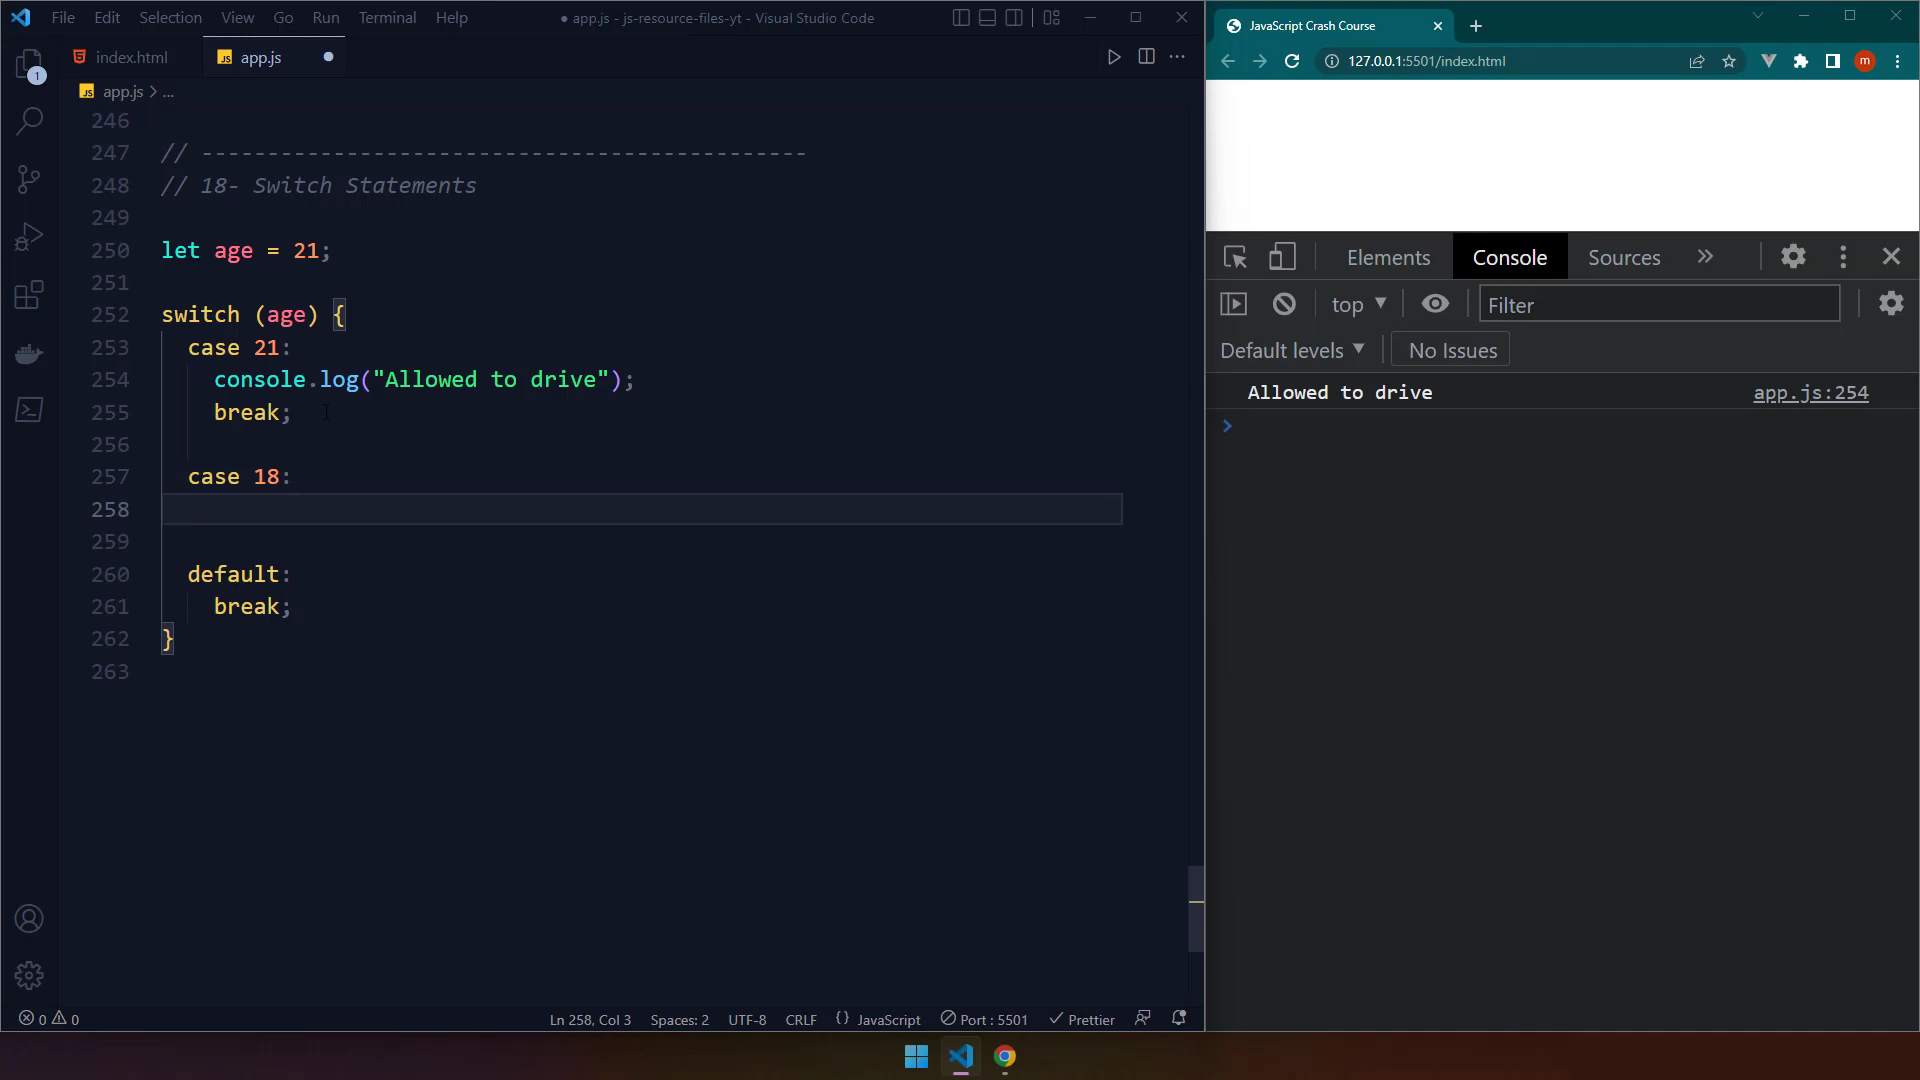 File Edit Selection View Go Run Terminal Help
● app.js - js-resource-files-yt - Visual Studio Code
index.html
JS app.js
JS app.js > ...
1
246
247 // ----------------------------------------------
248 // 18- Switch Statements
249
250 let age = 21;
251
252 switch (age) {
253 case 21:
254 console.log("Allowed to drive");
255 break;
256
257 case 18:
258
259
260 default:
261 break;
262 }
263
0 0
Ln 258, Col 3 Spaces: 2 UTF-8 CRLF {} JavaScript Port : 5501 Prettier
JavaScript Crash Course
127.0.0.1:5501/index.html
m
Elements Console Sources
top Filter
Default levels No Issues
Allowed to drive app.js:254